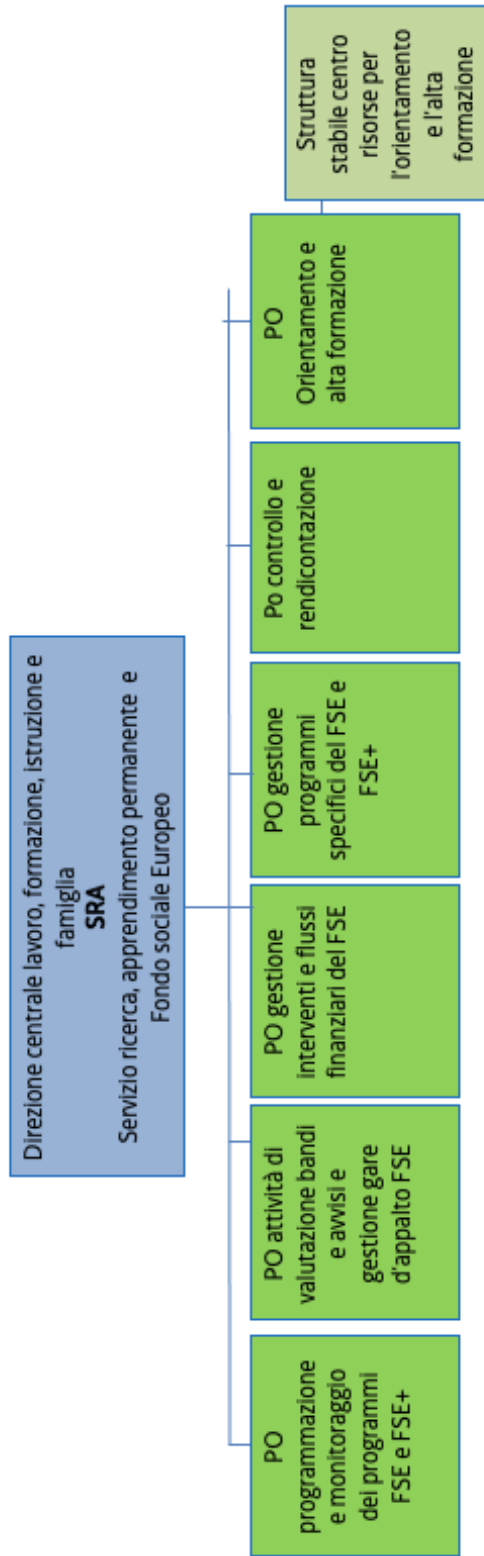 Direzione centrale lavoro, formazione, istruzione e
famiglia
SRA
Servizio ricerca, apprendimento permanente e
Fondo sociale Europeo
PO
programmazione
e monitoraggio
dei programmi
FSE e FSE+
PO attività di
valutazione bandi
e avvisi e
gestione gare
d'appalto FSE
PO gestione
interventi e flussi
finanziari del FSE
PO gestione
programmi
specifici del FSE e
FSE+
Po controllo e
rendicontazione
PO
Orientamento e
alta formazione
Struttura
stabile centro
risorse per
l'orientamento
e l'alta
formazione